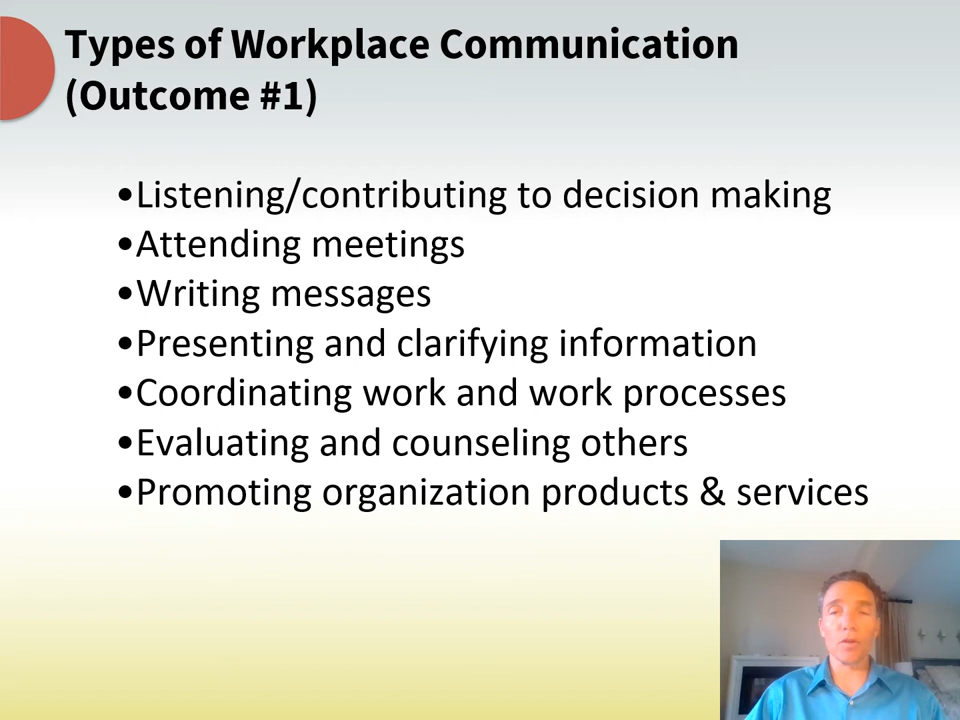 Types of Workplace Communication
(Outcome #1)
•Listening/contributing to decision making
•Attending meetings
•Writing messages
•Presenting and clarifying information
•Coordinating work and work processes
•Evaluating and counseling others
•Promoting organization products & services